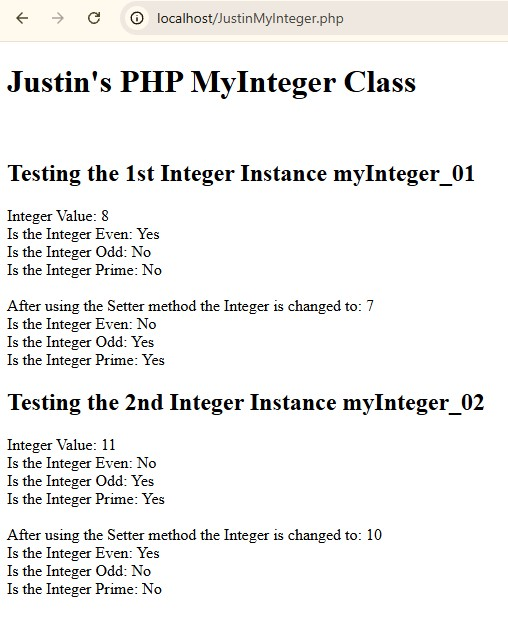 localhost/JustinMyInteger.php
Justin's PHP MyInteger Class
Testing the 1st Integer Instance myInteger_01
Integer Value: 8
Is the Integer Even: Yes
Is the Integer Odd: No
Is the Integer Prime: No
After using the Setter method the Integer is changed to: 7
Is the Integer Even: No
Is the Integer Odd: Yes
Is the Integer Prime: Yes
Testing the 2nd Integer Instance myInteger_02
Integer Value: 11
Is the Integer Even: No
Is the Integer Odd: Yes
Is the Integer Prime: Yes
After using the Setter method the Integer is changed to: 10
Is the Integer Even: Yes
Is the Integer Odd: No
Is the Integer Prime: No